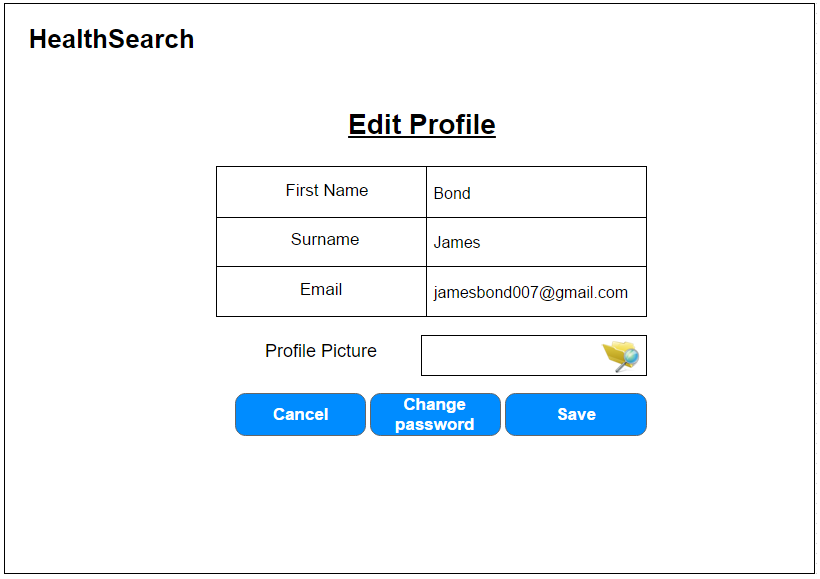 HealthSearch
Edit Profile
First Name Bond
Surname James
Email jamesbond007@gmail.com
Profile Picture
Cancel Change password Save